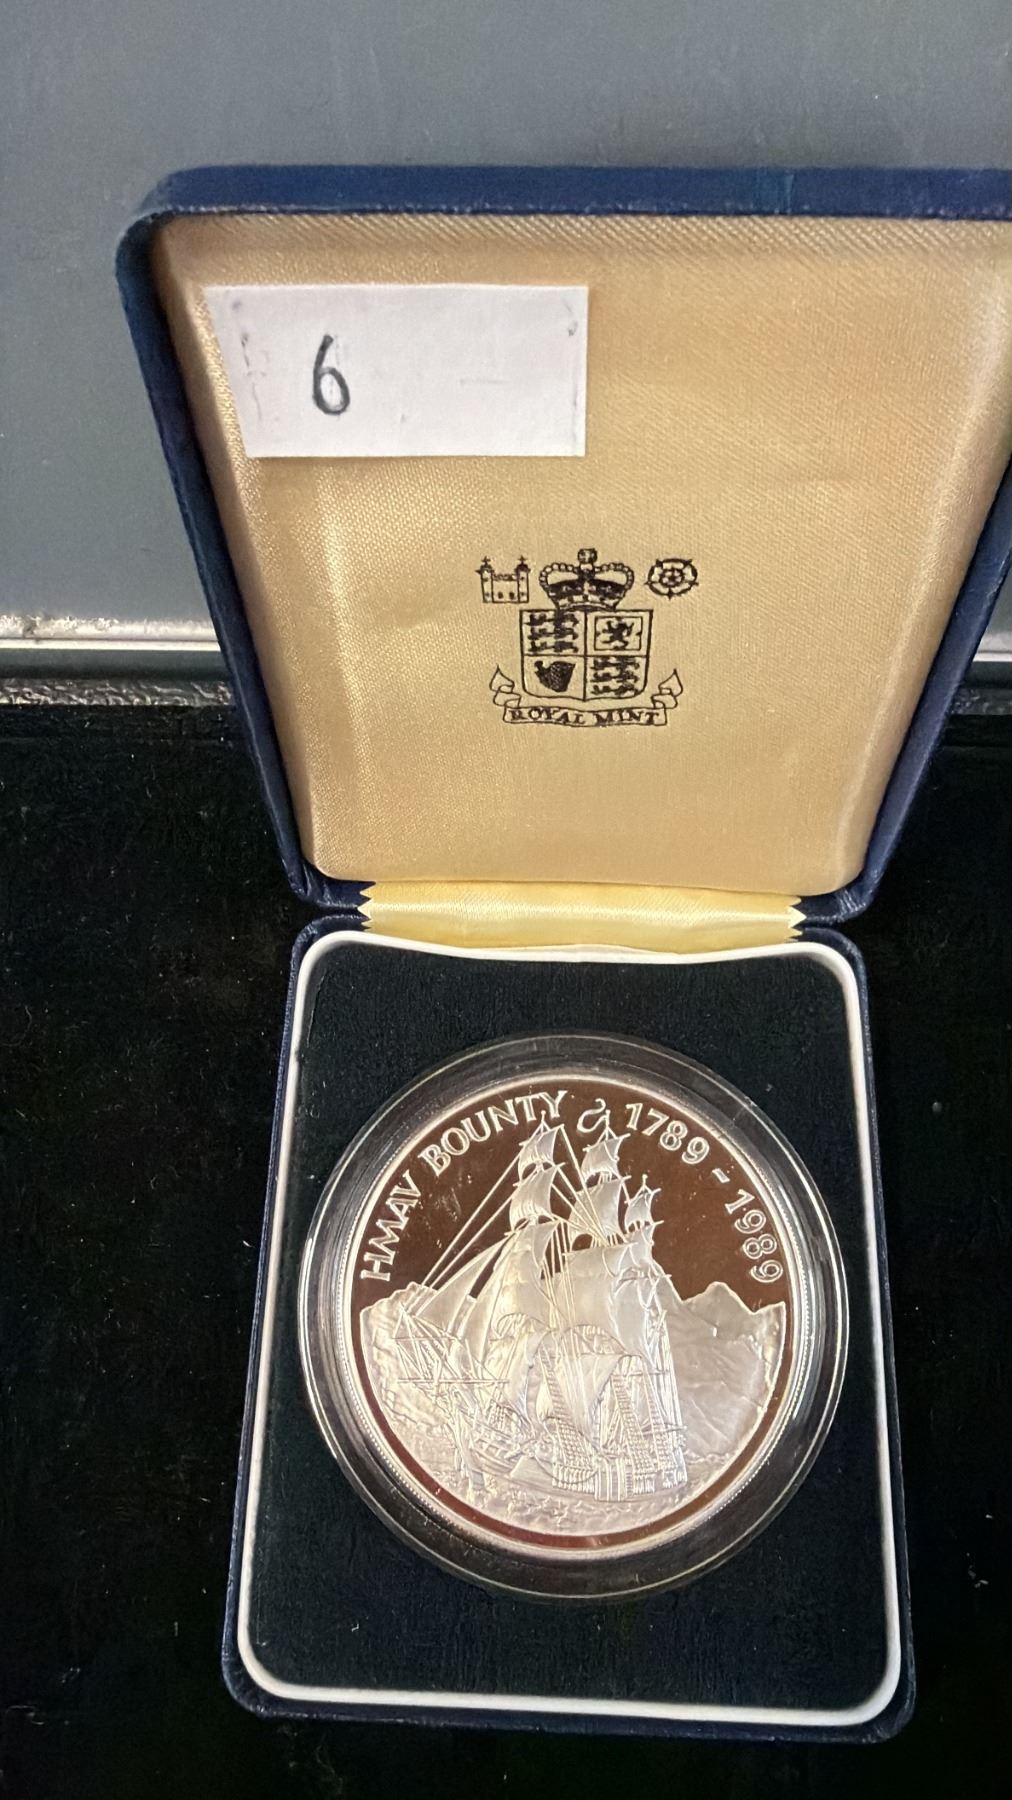 6
ROYAL MINT
HMAV BOUNTY 1789-1989